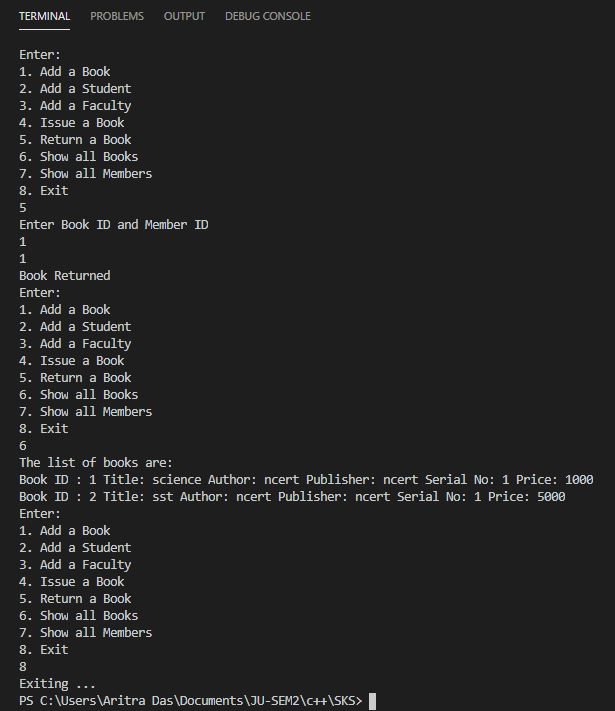 TERMINAL PROBLEMS OUTPUT DEBUG CONSOLE
Enter:
1. Add a Book
2. Add a Student
3. Add a Faculty
4. Issue a Book
5. Return a Book
6. Show all Books
7. Show all Members
8. Exit
5
Enter Book ID and Member ID
1
1
Book Returned
Enter:
1. Add a Book
2. Add a Student
3. Add a Faculty
4. Issue a Book
5. Return a Book
6. Show all Books
7. Show all Members
8. Exit
6
The list of books are:
Book ID : 1 Title: science Author: ncert Publisher: ncert Serial No: 1 Price: 1000
Book ID : 2 Title: sst Author: ncert Publisher: ncert Serial No: 1 Price: 5000
Enter:
1. Add a Book
2. Add a Student
3. Add a Faculty
4. Issue a Book
5. Return a Book
6. Show all Books
7. Show all Members
8. Exit
8
Exiting ...
PS C:\Users\Aritra Das\Documents\JU-SEM2\c++\SKS>